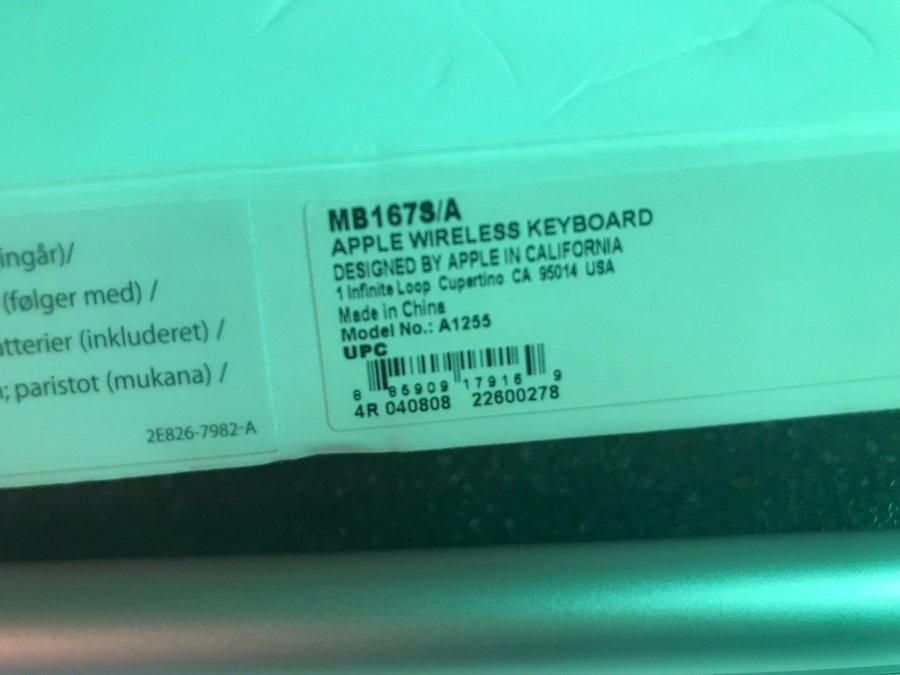 ingår)/
(følger med) /
atterier (inkluderet) /
; paristot (mukana) /
2E826-7982-A
MB167S/A
APPLE WIRELESS KEYBOARD
DESIGNED BY APPLE IN CALIFORNIA
1 Infinite Loop Cupertino CA 95014 USA
Made in China
Model No.: A1255
UPC
8 85909 17916 9
4R 040808 22600278